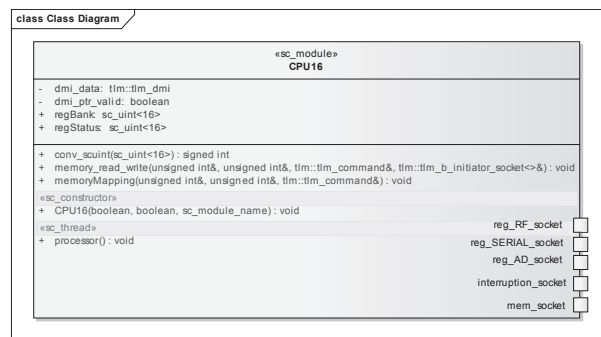 class Class Diagram
«sc_module»
CPU16
- dmi_data: tlm::tlm_dmi
- dmi_ptr_valid: boolean
+ regBank: sc_uint<16>
+ regStatus: sc_uint<16>
+ conv_scuint(sc_uint<16>) : signed int
+ memory_read_write(unsigned int&, unsigned int&, tlm::tlm_command&, tlm::tlm_b_initiator_socket<>&) : void
+ memoryMapping(unsigned int&, unsigned int&, tlm::tlm_command&) : void
«sc_constructor»
+ CPU16(boolean, boolean, sc_module_name) : void
«sc_thread»
+ processor() : void
reg_RF_socket
reg_SERIAL_socket
reg_AD_socket
interruption_socket
mem_socket